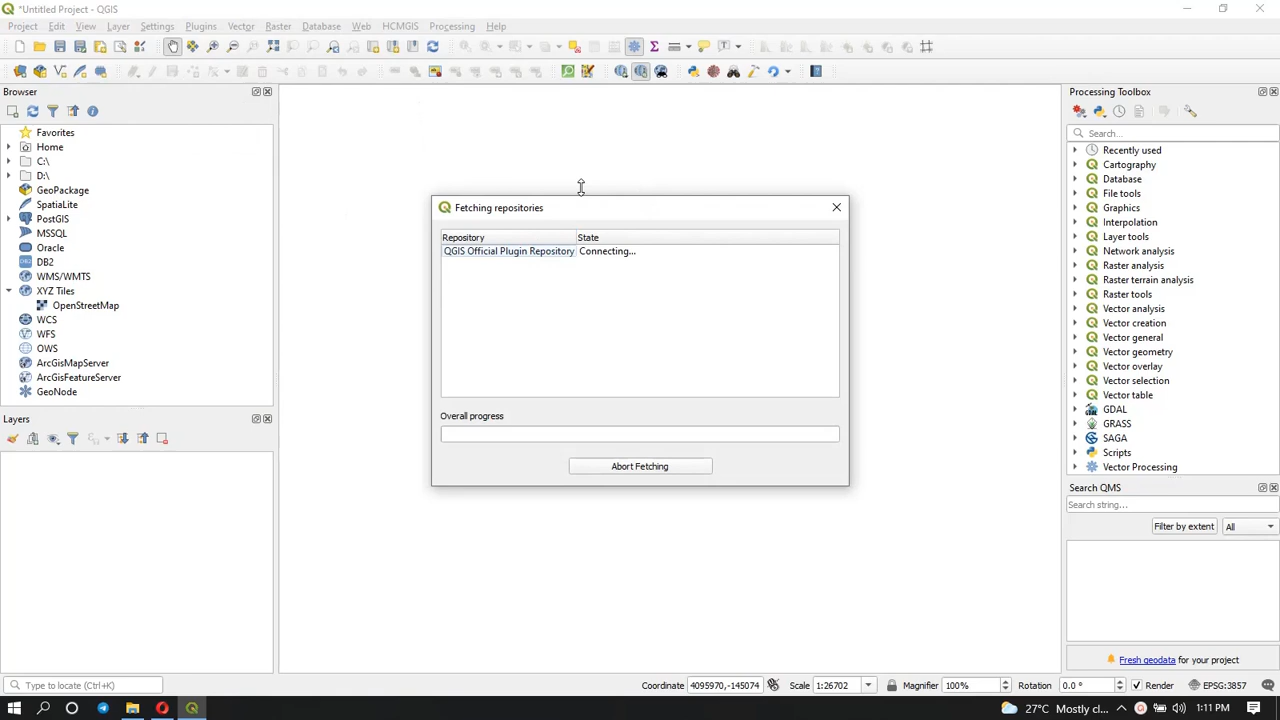 *Untitled Project — QGIS
Project Edit View Layer Settings Plugins Vector Raster Database Web HCMGIS Processing Help
Browser
Favorites
Home
C:\
D:\
GeoPackage
SpatiaLite
PostGIS
MSSQL
Oracle
DB2
WMS/WMTS
XYZ Tiles
OpenStreetMap
WCS
WFS
OWS
ArcGisMapServer
ArcGisFeatureServer
GeoNode
Layers
Fetching repositories
Repository State
QGIS Official Plugin Repository Connecting...
Overall progress
Abort Fetching
Processing Toolbox
Search...
Recently used
Cartography
Database
File tools
Graphics
Interpolation
Layer tools
Network analysis
Raster analysis
Raster terrain analysis
Raster tools
Vector analysis
Vector creation
Vector general
Vector geometry
Vector overlay
Vector selection
Vector table
GDAL
GRASS
SAGA
Scripts
Vector Processing
Search QMS
Search string...
Filter by extent All
Fresh geodata for your project
Type to locate (Ctrl+K) Coordinate 4095970,-145074 Scale 1:26702 Magnifier 100% Rotation 0.0 ° Render EPSG:3857
27°C Mostly cl... 1:11 PM